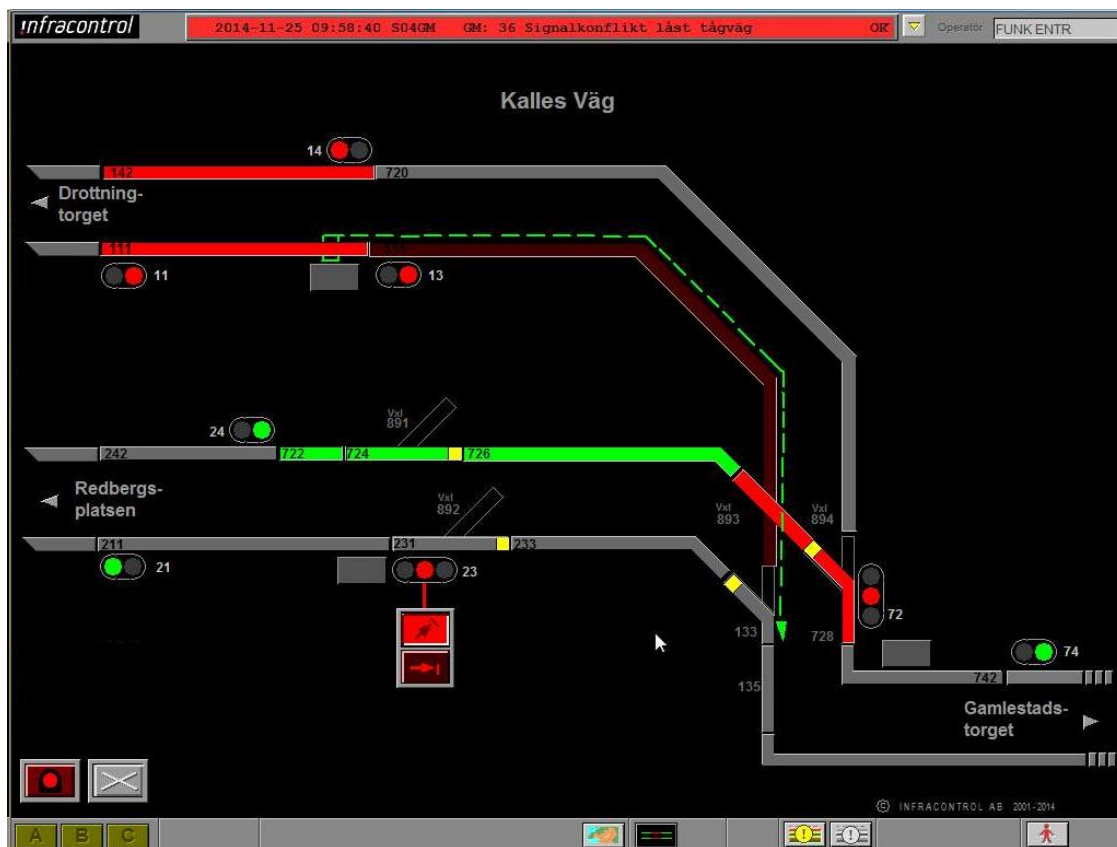 infracontrol
2014-11-25 09:58:40 S04GM GM: 36 Signalkonflikt låst tågväg OK
Operatör FUNK ENTR
Kalles Väg
14
142 720
Drottning-
torget
111
11 13
Vxl
891
24
242 722 724 726
Redbergs-
platsen
Vxl
892
Vxl
893
Vxl
894
211 231 233
21 23
72
133 728
74
135 742
Gamlestads-
torget
© INFRACONTROL AB 2001-2014
A B C